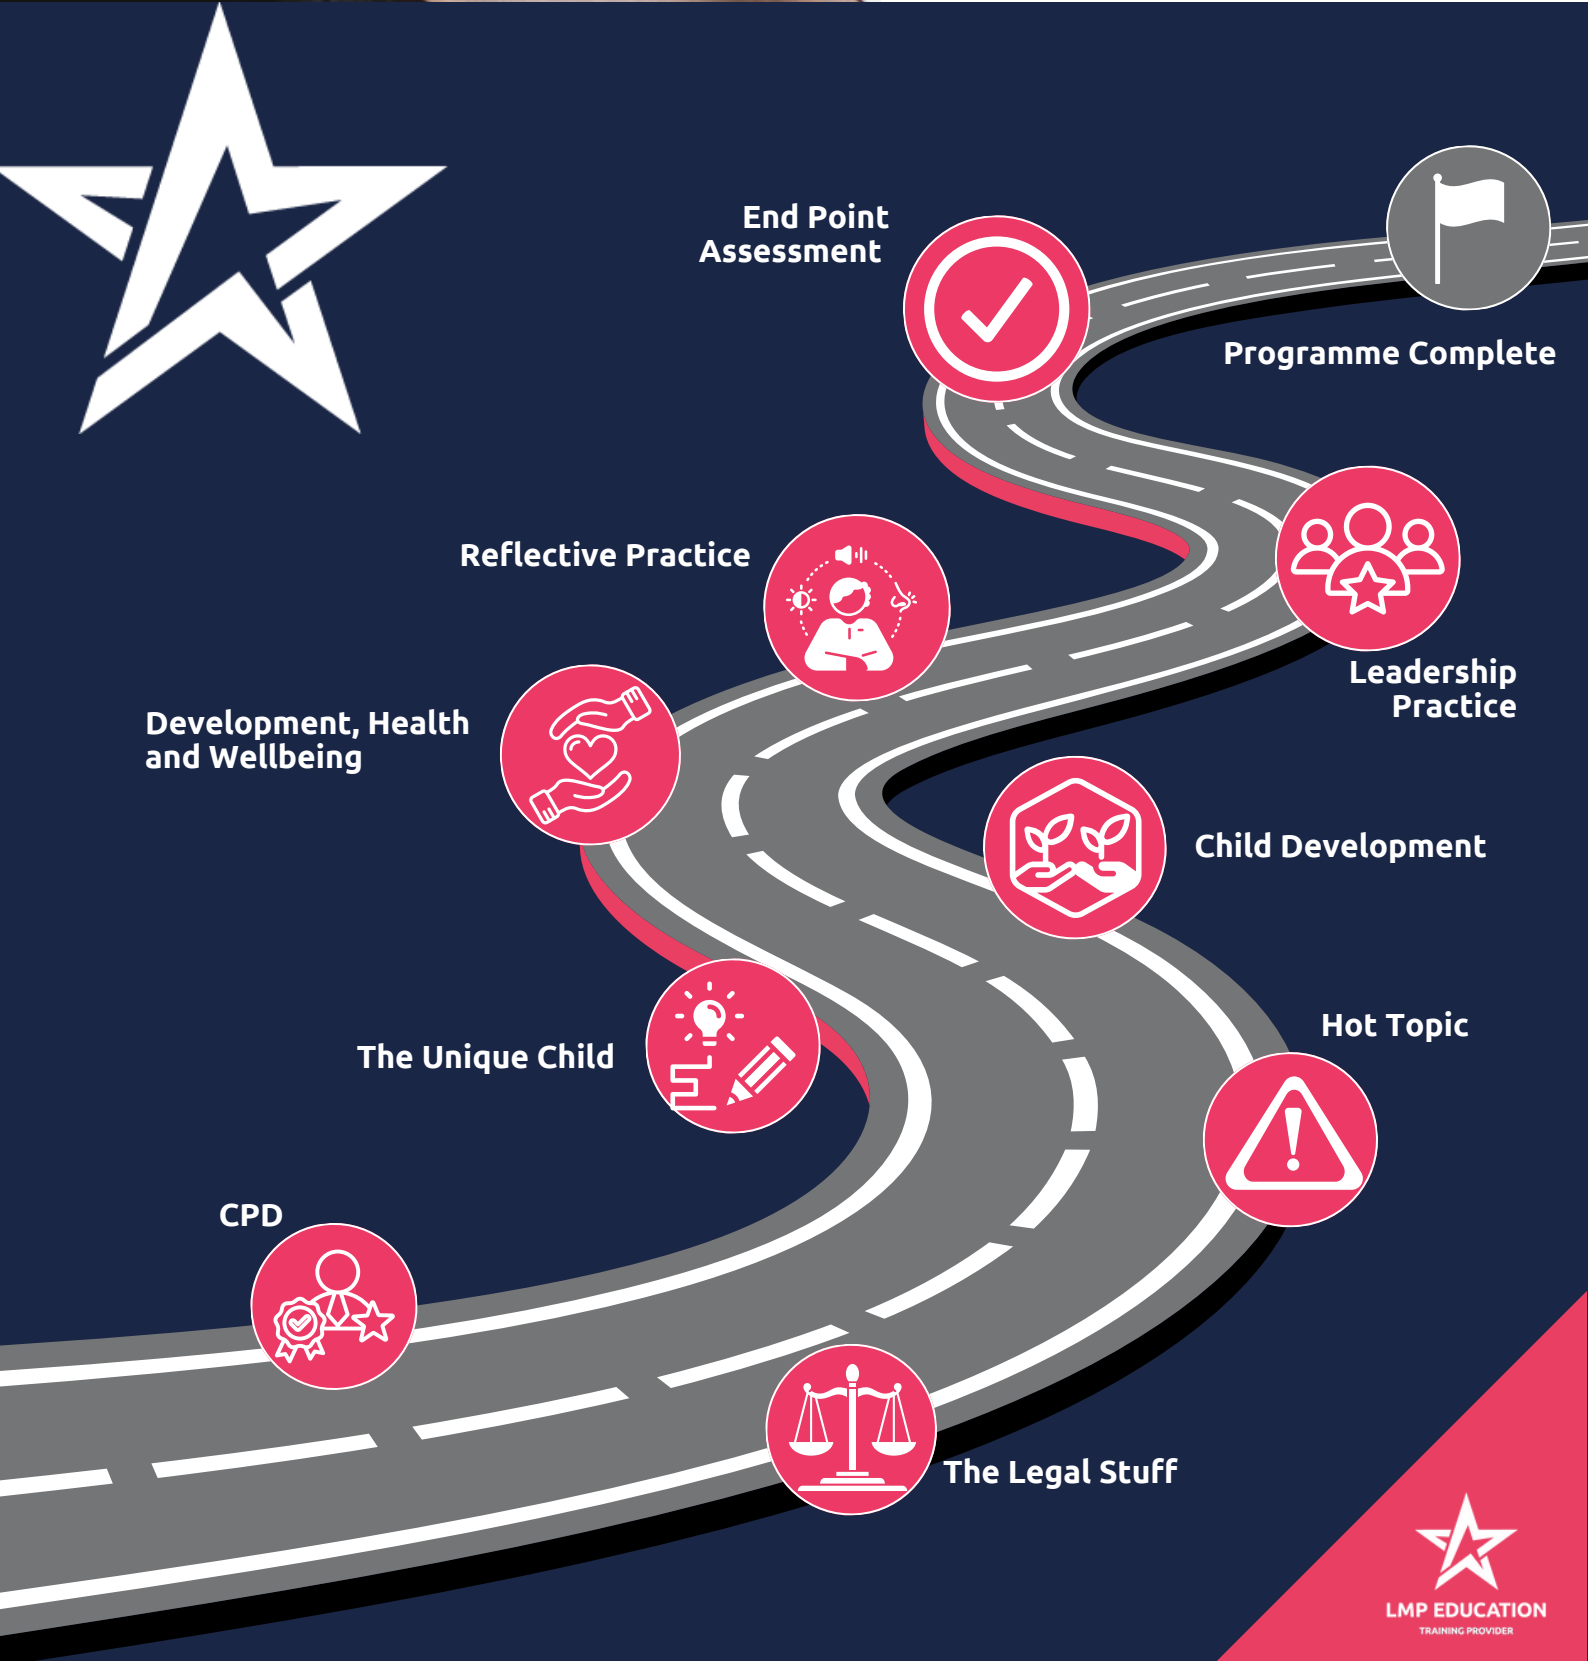 End Point
Assessment
Programme Complete
Reflective Practice
Leadership
Practice
Development, Health
and Wellbeing
Child Development
Hot Topic
The Unique Child
CPD
The Legal Stuff
LMP EDUCATION
TRAINING PROVIDER